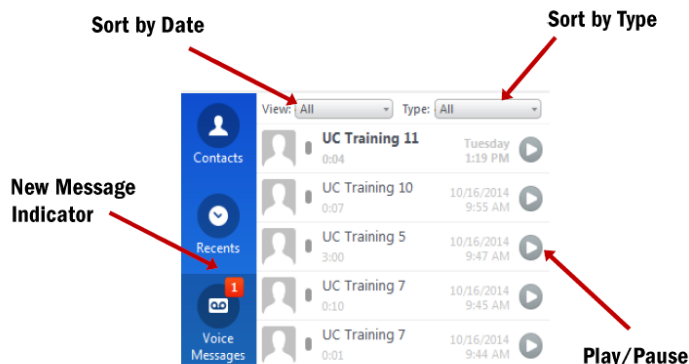 Sort by Date
Sort by Type
View: All Type: All
Contacts
UC Training 11
0:04
Tuesday
1:19 PM
New Message
Indicator
Recents
UC Training 10
0:07
10/16/2014
9:55 AM
UC Training 5
3:00
10/16/2014
9:47 AM
1
Voice
Messages
UC Training 7
0:10
10/16/2014
9:45 AM
UC Training 7
0:01
10/16/2014
9:44 AM
Play/Pause